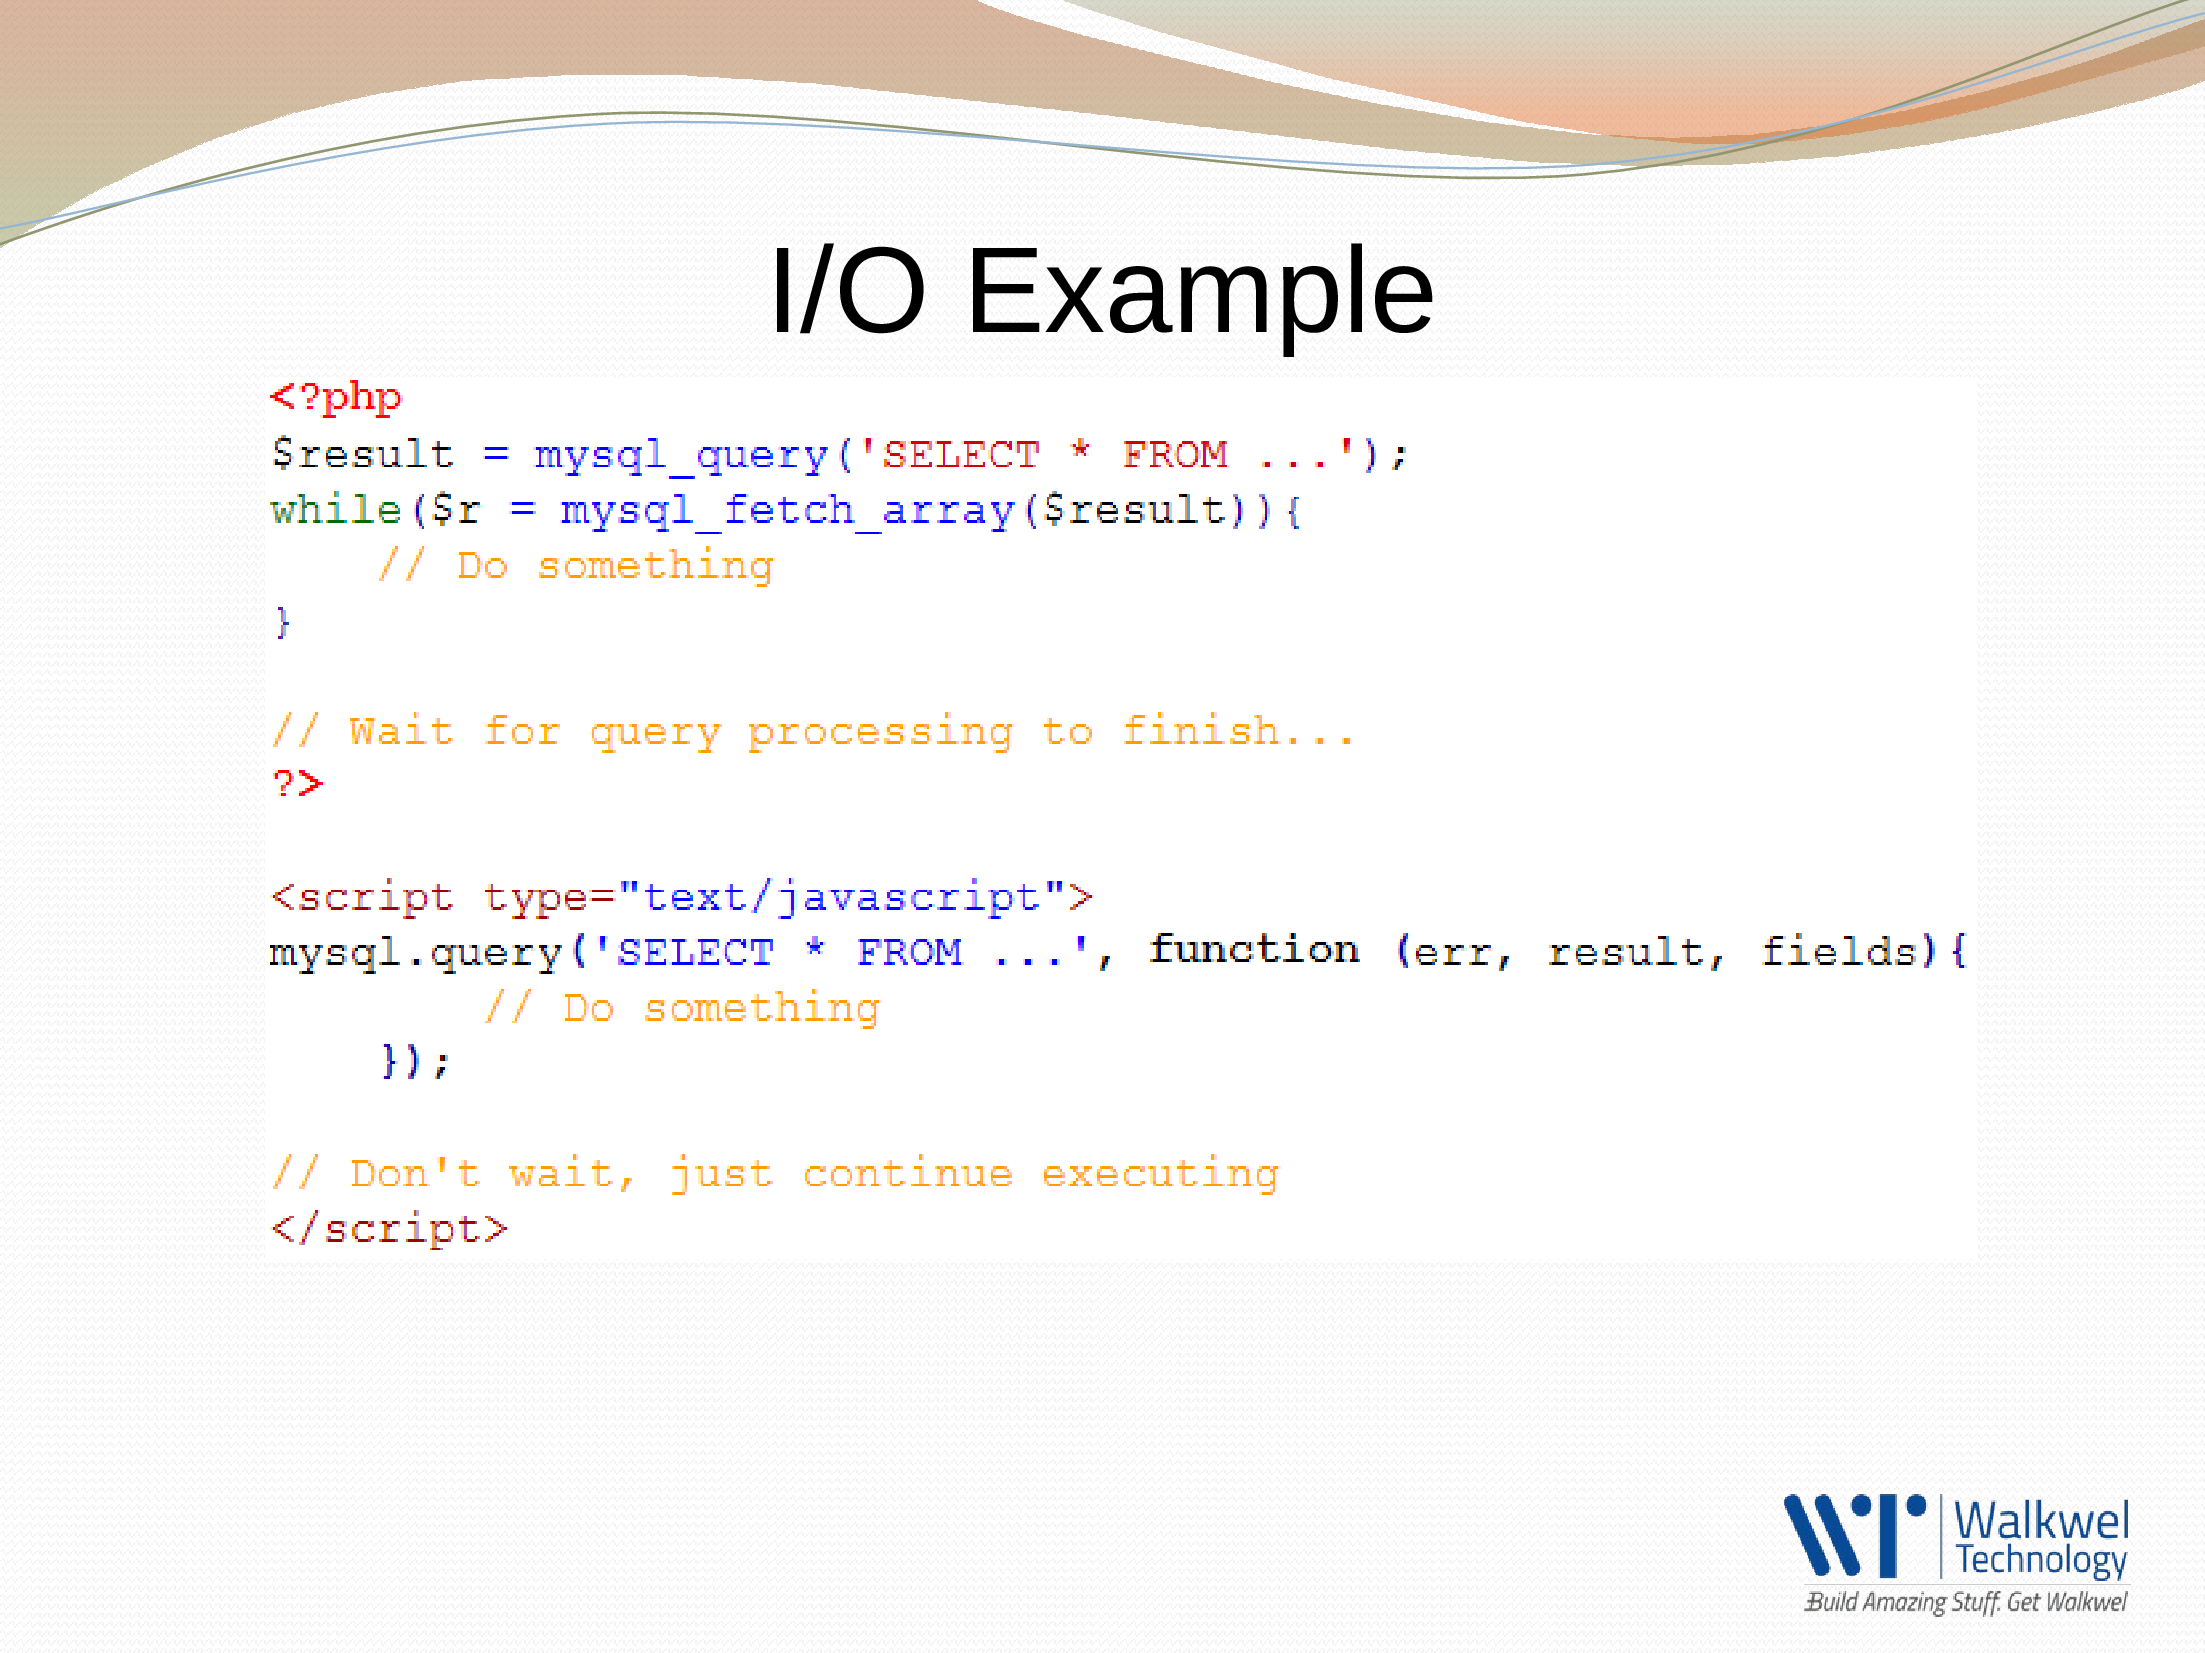 I/O Example
<?php
$result = mysql_query('SELECT * FROM ...');
while($r = mysql_fetch_array($result)){
    // Do something
}
// Wait for query processing to finish...
?>
<script type="text/javascript">
mysql.query('SELECT * FROM ...', function (err, result, fields){
        // Do something
    });
// Don't wait, just continue executing
</script>
Walkwel
Technology
Build Amazing Stuff. Get Walkwel